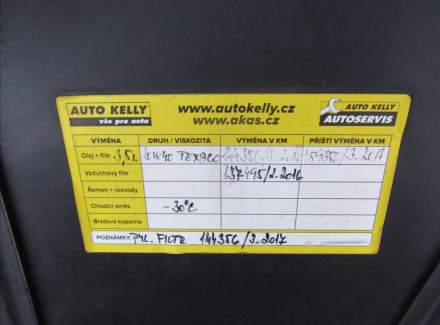 AUTO KELLY
vše pro auta
www.autokelly.cz
www.akas.cz
AUTO KELLY
AUTOSERVIS
VÝMĚNA DRUH / VISKOZITA VÝMĚNA V KM PŘÍŠTÍ VÝMĚNA V KM
Olej + filtr 3,5L 10W40 TEXACO
Vzduchový filtr 137495/2.2016
Řemen + rozvody
Chladící směs -30°C
Brzdová kapalina
POZNÁMKY: PYL. FILTR 144356/3.2017